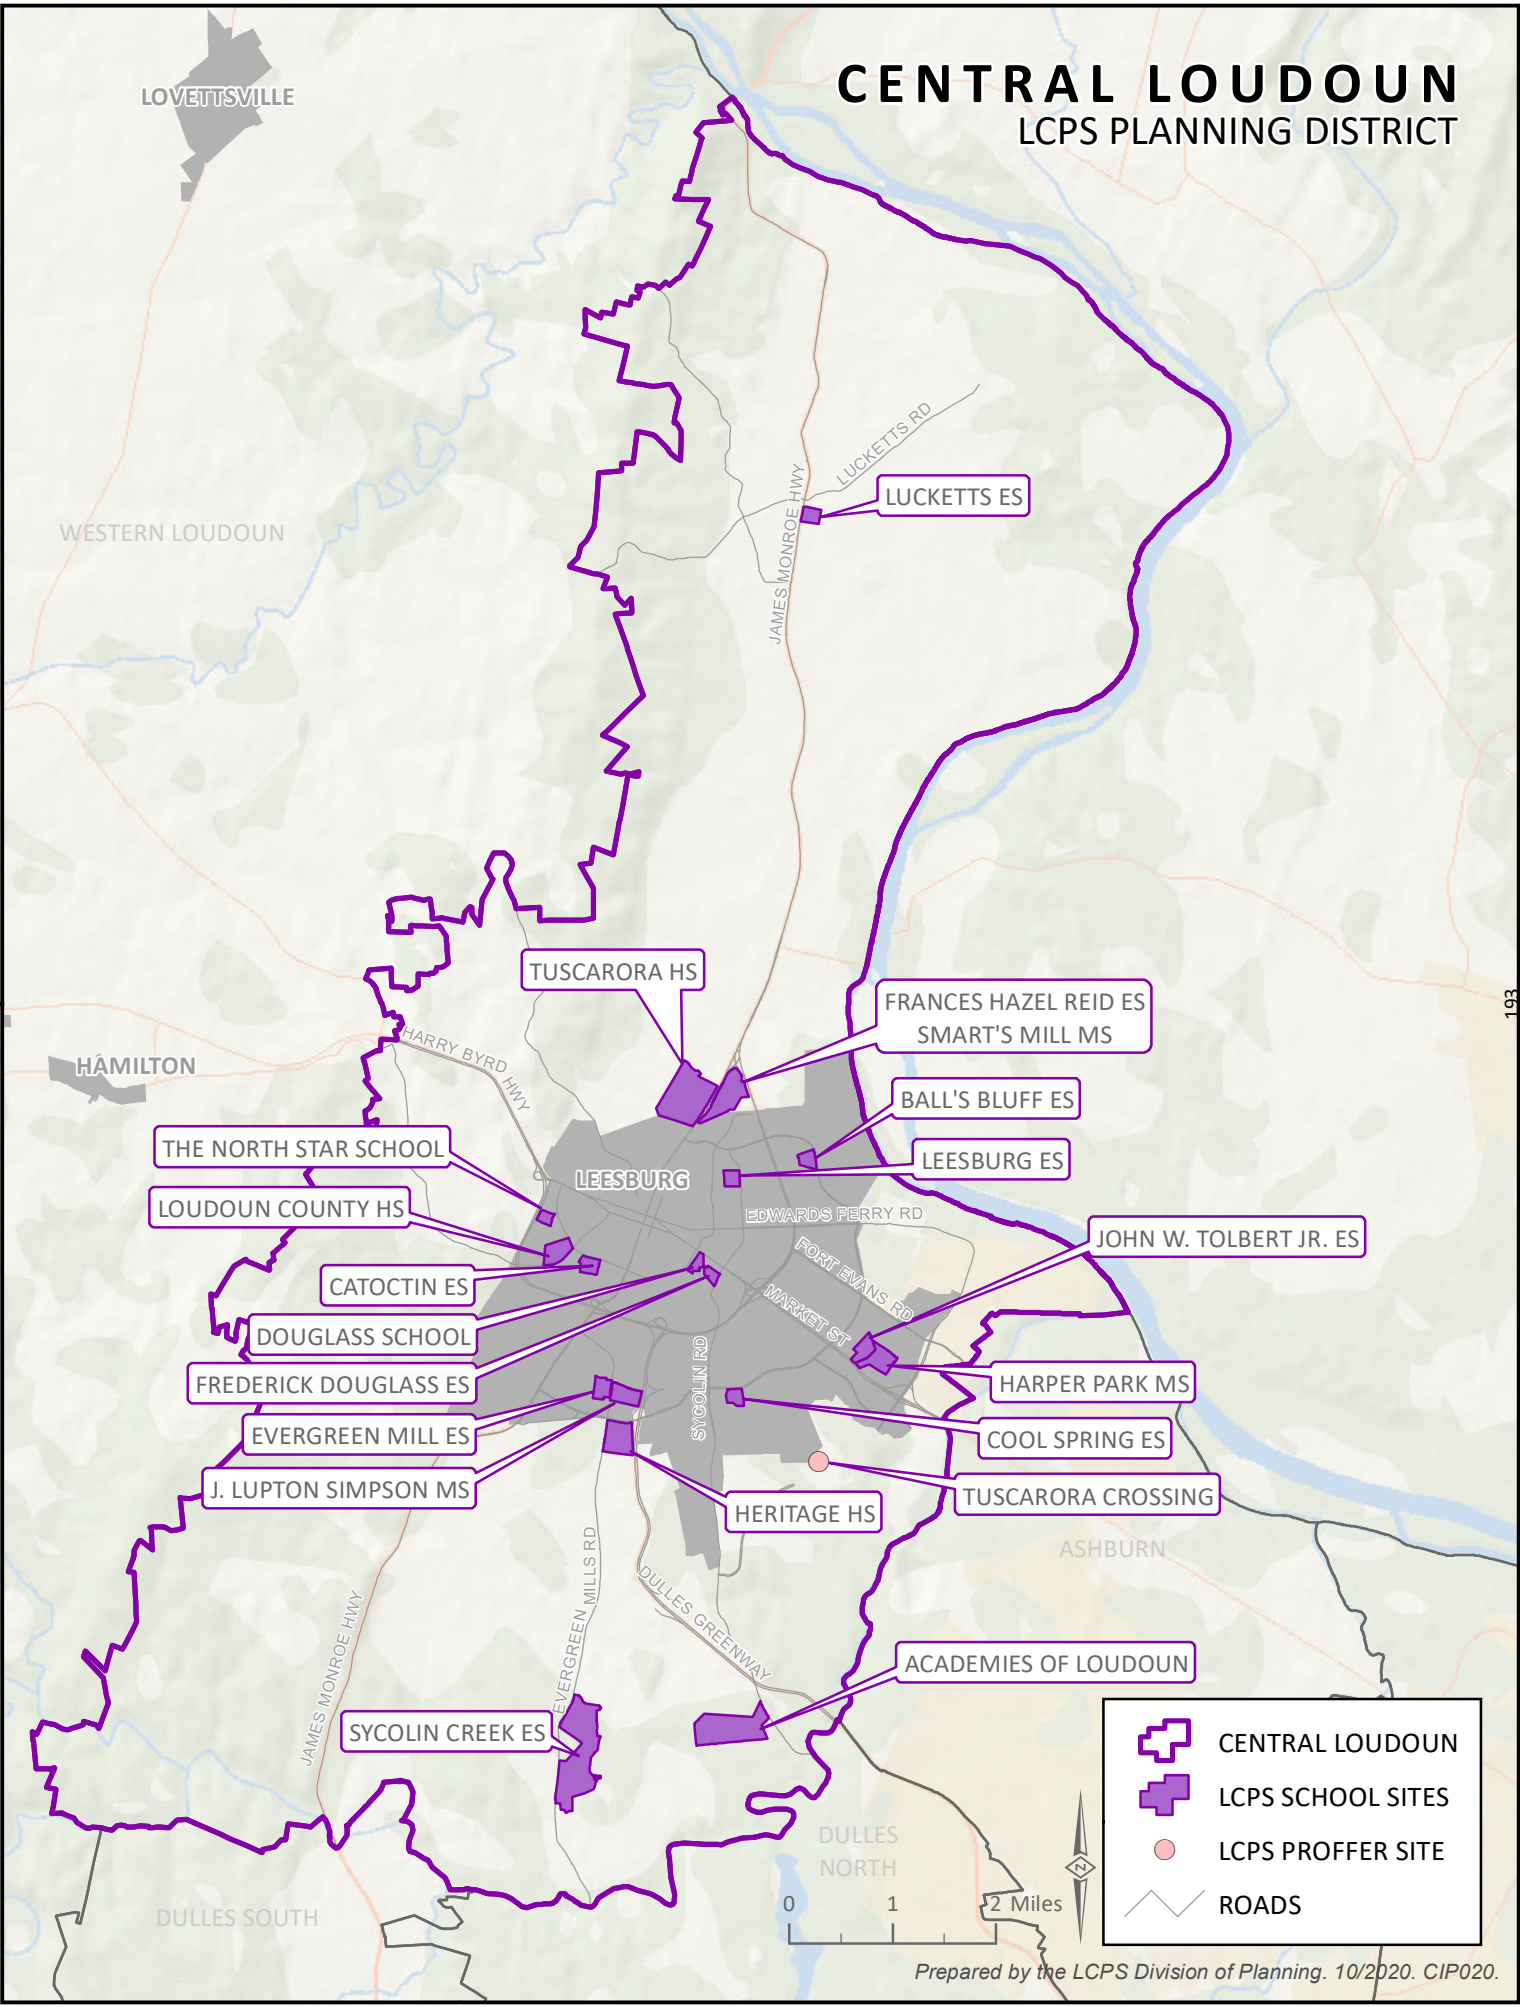 CENTRAL LOUDOUN
LCPS PLANNING DISTRICT
LOVETTSVILLE
LUCKETTS RD
LUCKETTS ES
JAMES MONROE HWY
WESTERN LOUDOUN
TUSCARORA HS
FRANCES HAZEL REID ES
SMART'S MILL MS
193
HARRY BYRD HWY
HAMILTON
BALL'S BLUFF ES
THE NORTH STAR SCHOOL
LEESBURG
LEESBURG ES
LOUDOUN COUNTY HS
EDWARDS FERRY RD
JOHN W. TOLBERT JR. ES
FORT EVANS RD
CATOCTIN ES
MARKET ST
DOUGLASS SCHOOL
SYCOLIN RD
FREDERICK DOUGLASS ES
HARPER PARK MS
EVERGREEN MILL ES
COOL SPRING ES
J. LUPTON SIMPSON MS
TUSCARORA CROSSING
HERITAGE HS
ASHBURN
EVERGREEN MILLS RD
DULLES GREENWAY
JAMES MONROE HWY
ACADEMIES OF LOUDOUN
SYCOLIN CREEK ES
CENTRAL LOUDOUN
LCPS SCHOOL SITES
LCPS PROFFER SITE
ROADS
DULLES
NORTH
N
0 1 2 Miles
DULLES SOUTH
Prepared by the LCPS Division of Planning. 10/2020. CIP020.